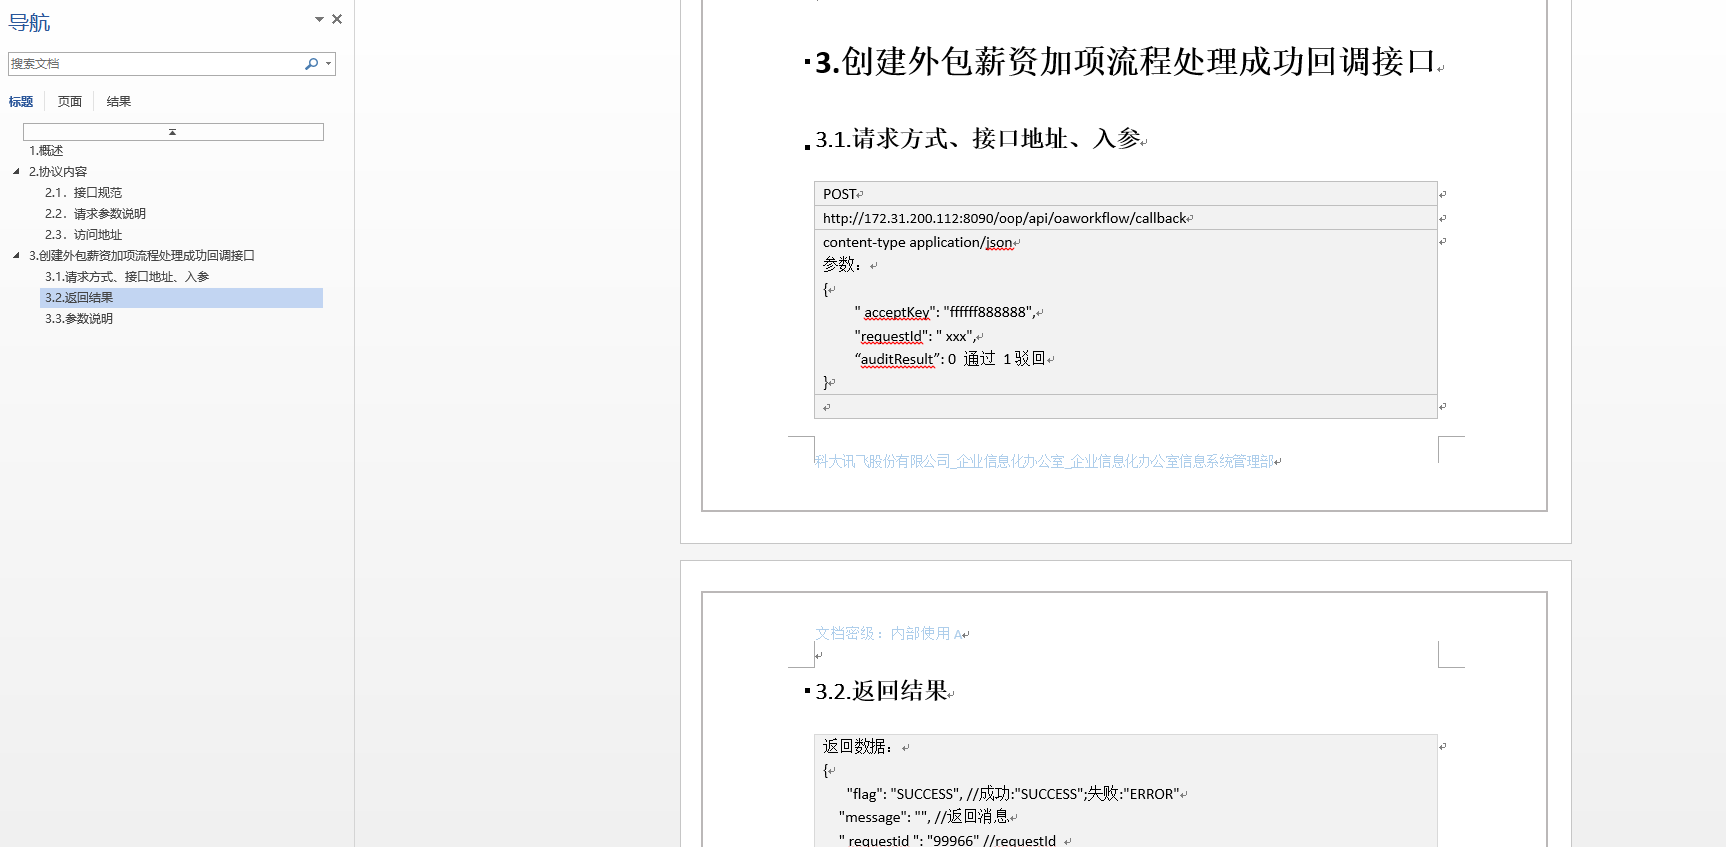 导航
搜索文档
标题 页面 结果
1.概述
2.协议内容
2.1. 接口规范
2.2. 请求参数说明
2.3. 访问地址
3.创建外包薪资加项流程处理成功回调接口
3.1.请求方式、接口地址、入参
3.2.返回结果
3.3.参数说明
3.创建外包薪资加项流程处理成功回调接口
3.1.请求方式、接口地址、入参
POST
http://172.31.200.112:8090/oop/api/oaworkflow/callback
content-type application/json
参数：
{
" acceptKey": "ffffff888888",
"requestId": " xxx",
“auditResult”: 0 通过 1 驳回
}
科大讯飞股份有限公司_企业信息化办公室_企业信息化办公室信息系统管理部
文档密级：内部使用 A
3.2.返回结果
返回数据：
{
"flag": "SUCCESS", //成功:"SUCCESS";失败:"ERROR"
"message": "", //返回消息
" requestid ": "99966" //requestId